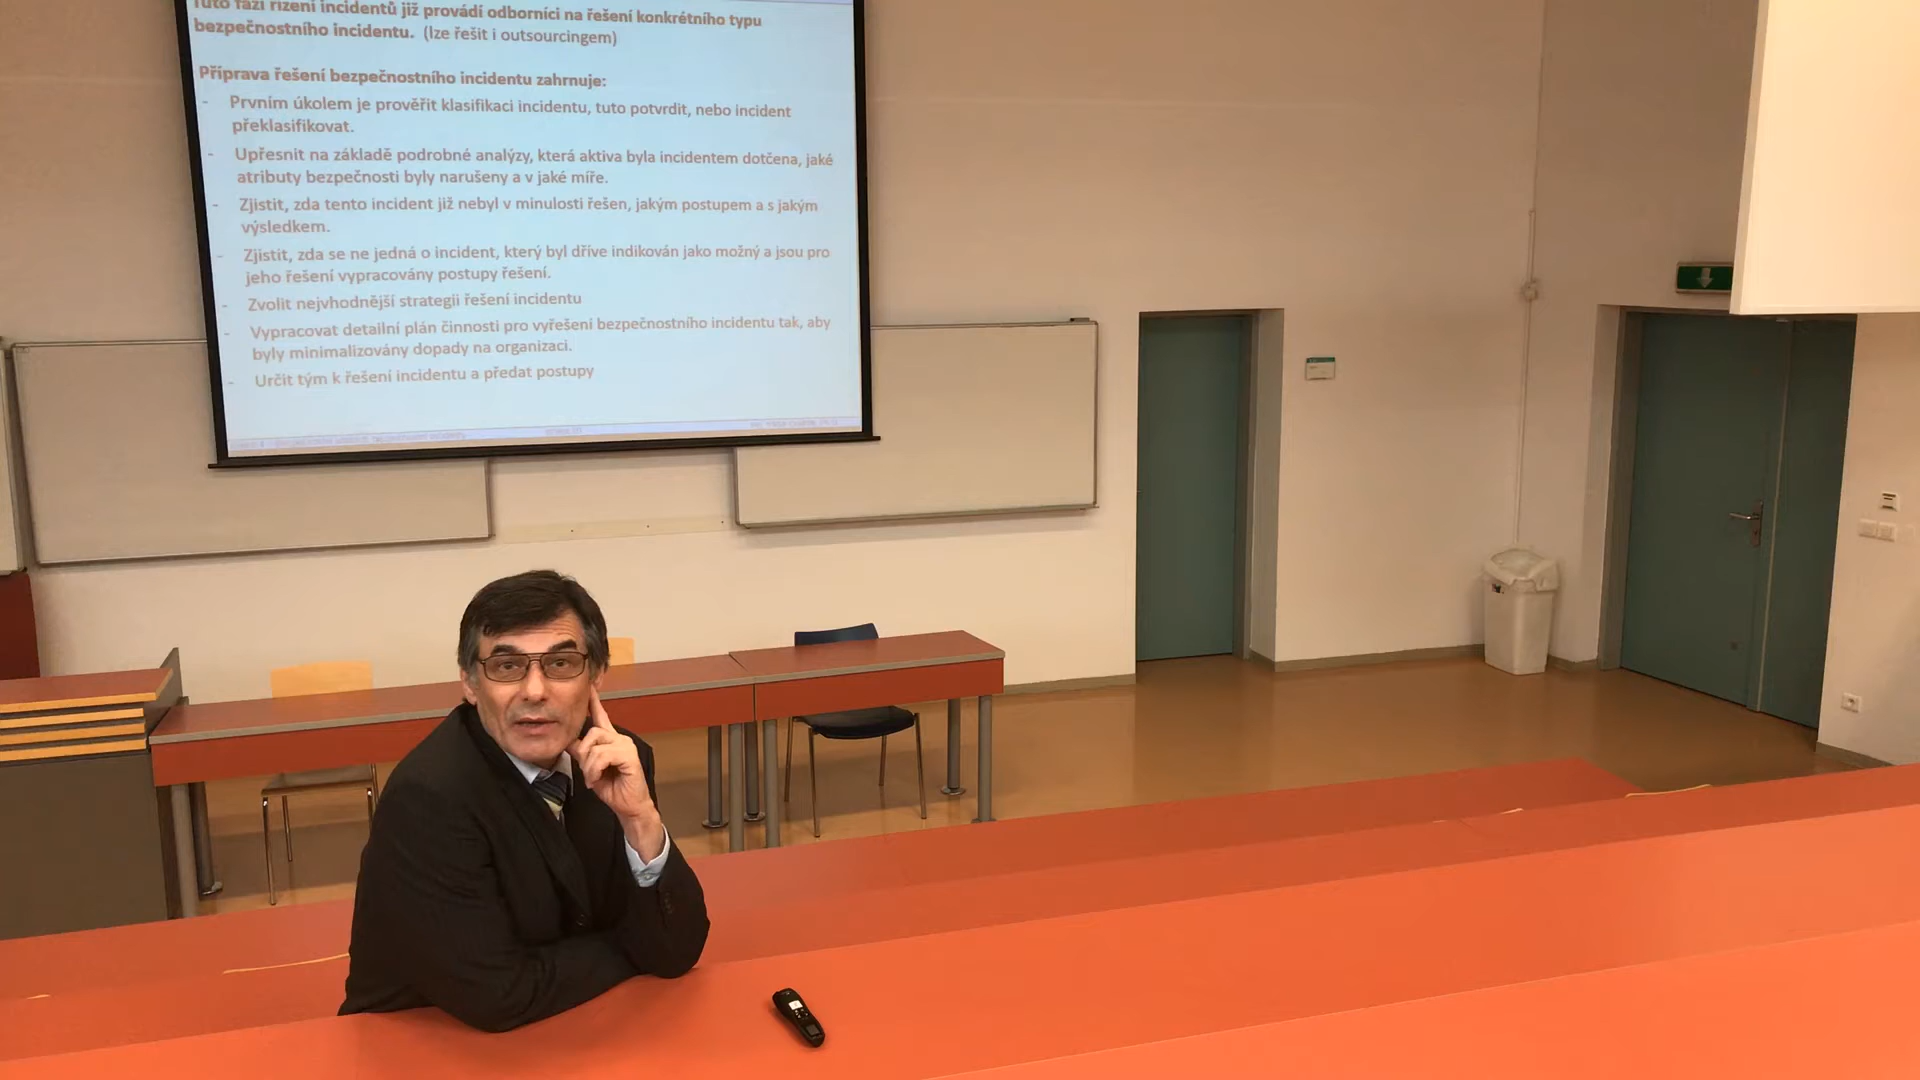 Tuto fázi řízení incidentů již provádí odborníci na řešení konkrétního typu
bezpečnostního incidentu. (lze řešit i outsourcingem)
Příprava řešení bezpečnostního incidentu zahrnuje:
- Prvním úkolem je prověřit klasifikaci incidentu, tuto potvrdit, nebo incident
překlasifikovat.
- Upřesnit na základě podrobné analýzy, která aktiva byla incidentem dotčena, jaké
atributy bezpečnosti byly narušeny a v jaké míře.
- Zjistit, zda tento incident již nebyl v minulosti řešen, jakým postupem a s jakým
výsledkem.
- Zjistit, zda se ne jedná o incident, který byl dříve indikován jako možný a jsou pro
jeho řešení vypracovány postupy řešení.
- Zvolit nejvhodnější strategii řešení incidentu
- Vypracovat detailní plán činnosti pro vyřešení bezpečnostního incidentu tak, aby
byly minimalizovány dopady na organizaci.
- Určit tým k řešení incidentu a předat postupy